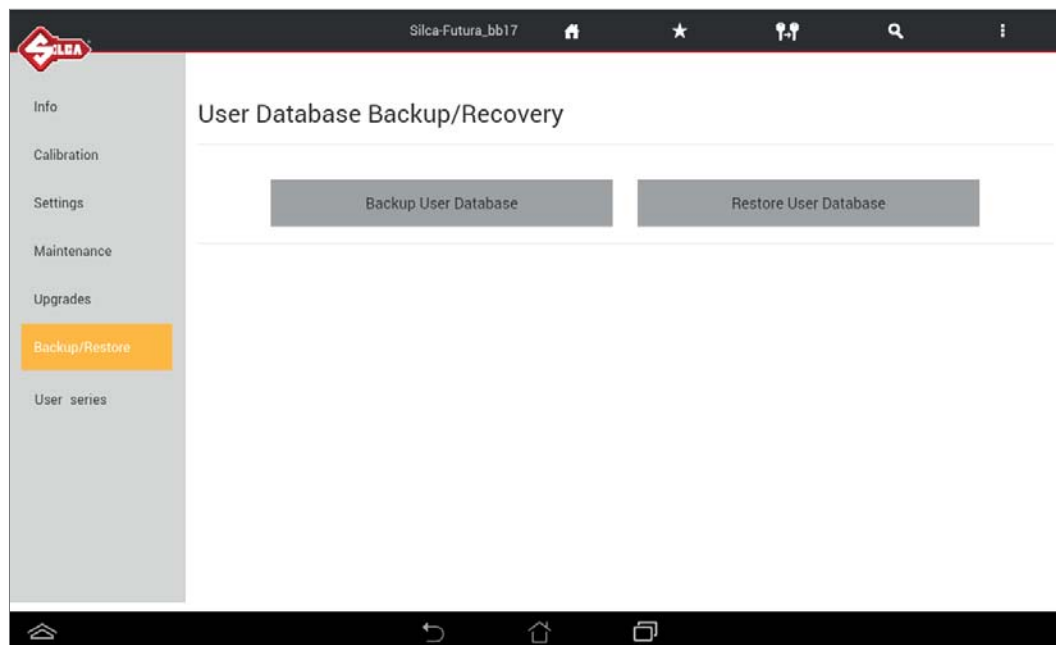 Silca-Futura_bb17
SILCA
Info
Calibration
Settings
Maintenance
Upgrades
Backup/Restore
User series
User Database Backup/Recovery
Backup User Database
Restore User Database